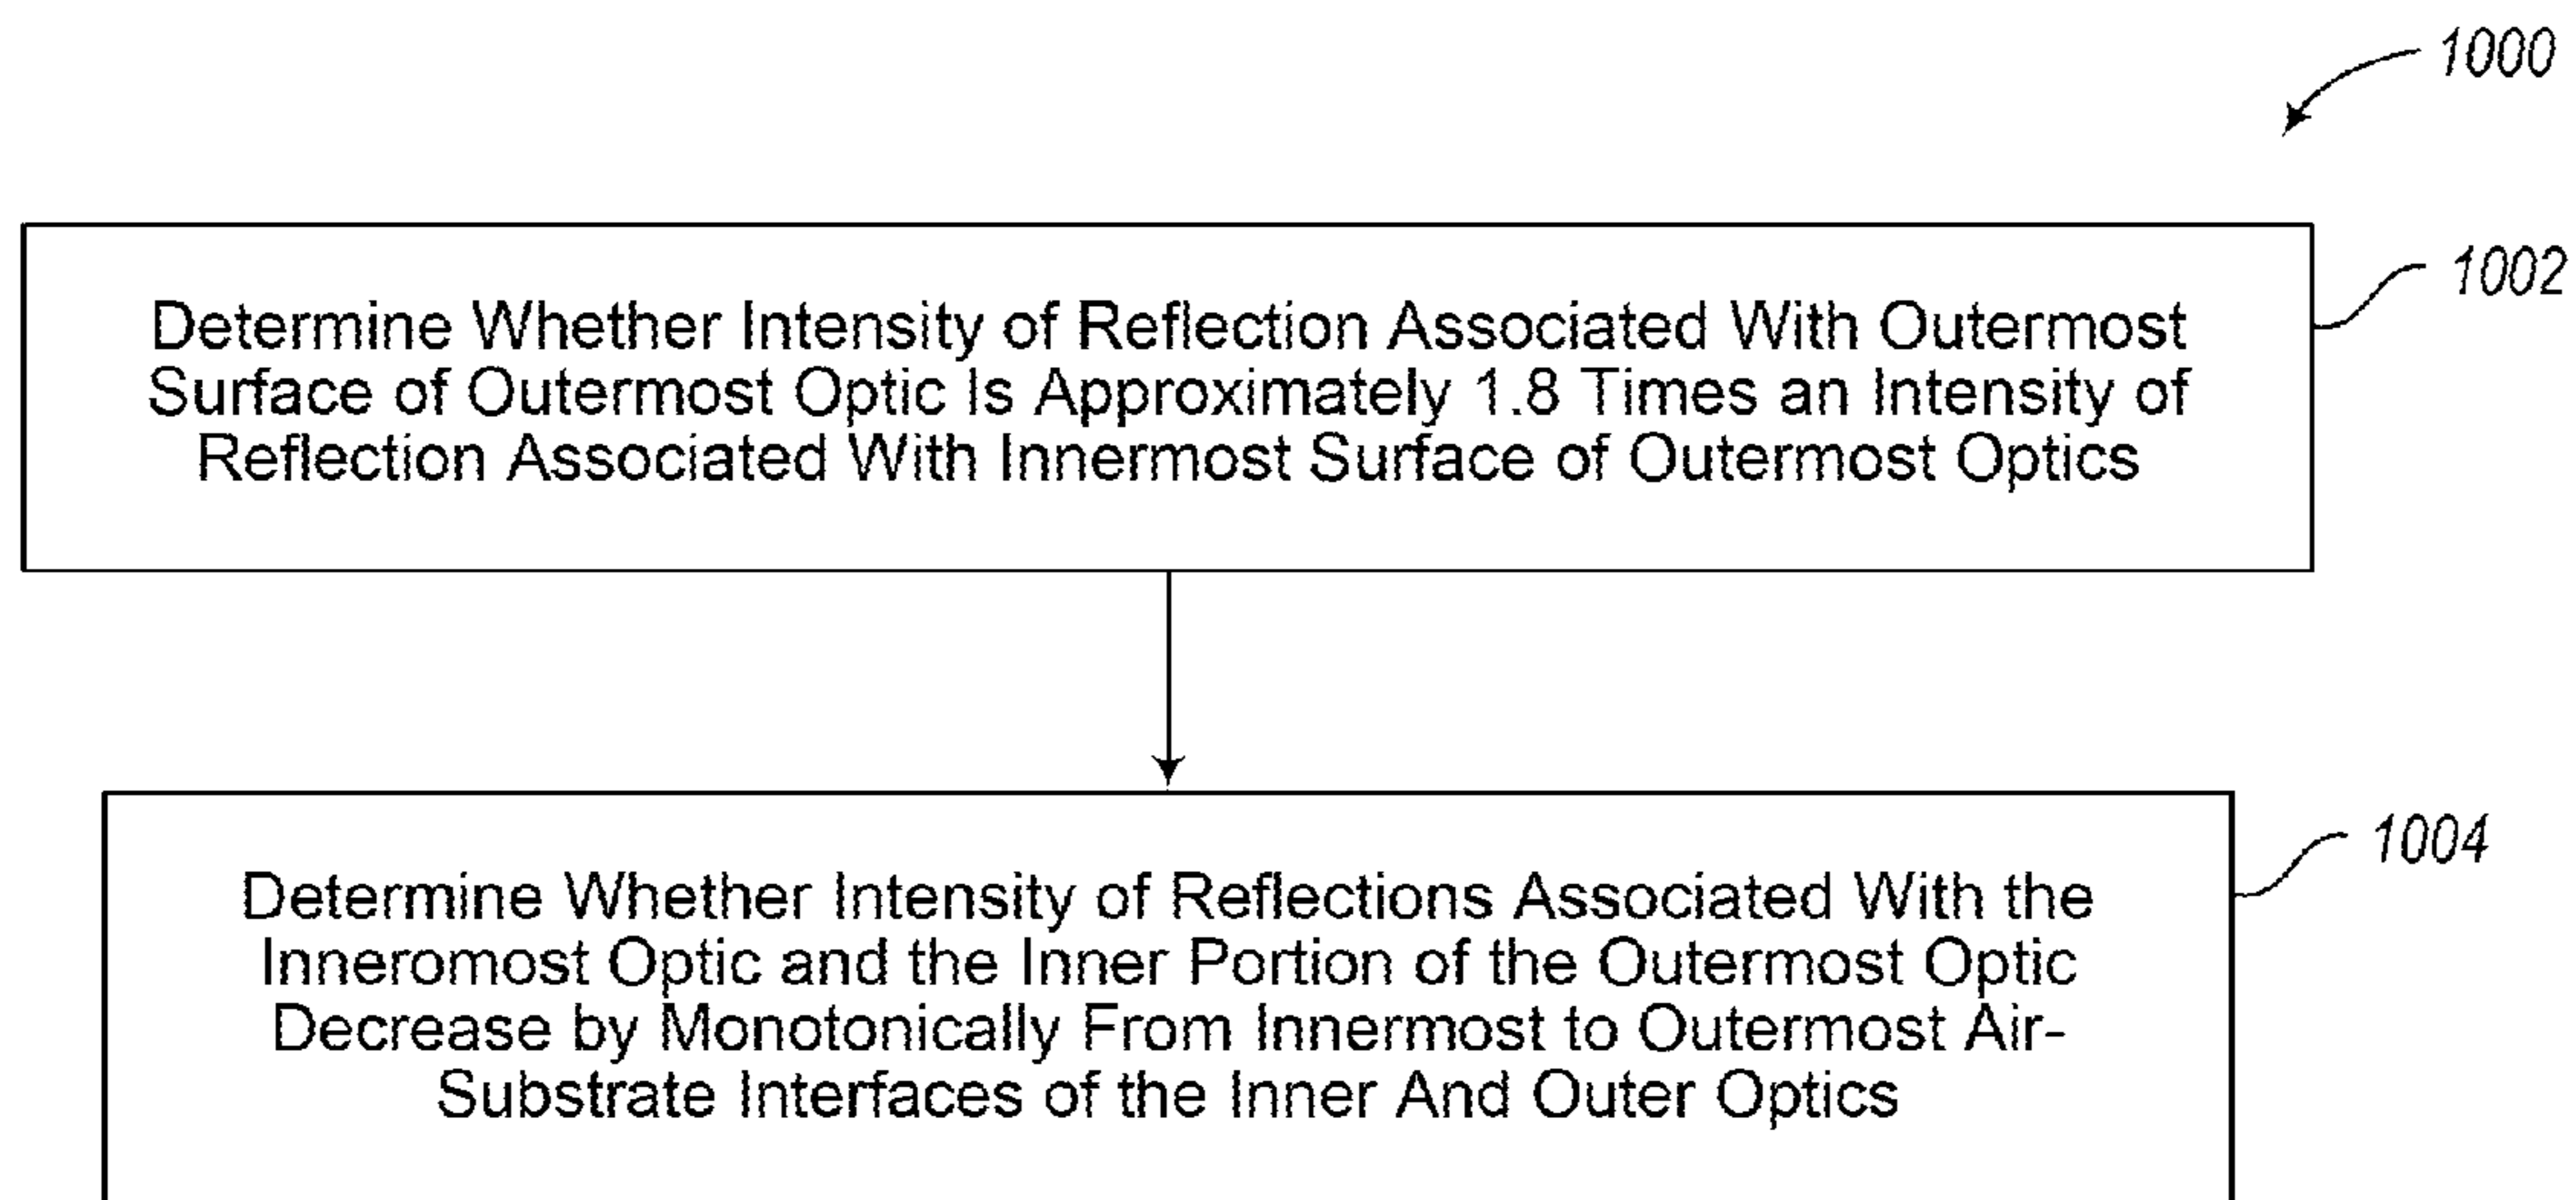 1000
1002
Determine Whether Intensity of Reflection Associated With Outermost
Surface of Outermost Optic Is Approximately 1.8 Times an Intensity of
Reflection Associated With Innermost Surface of Outermost Optics
1004
Determine Whether Intensity of Reflections Associated With the
Inneromost Optic and the Inner Portion of the Outermost Optic
Decrease by Monotonically From Innermost to Outermost Air-
Substrate Interfaces of the Inner And Outer Optics